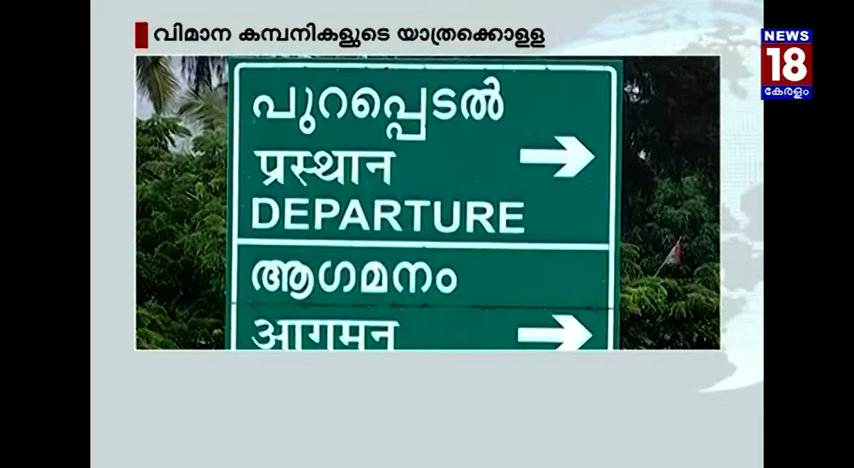 വിമാന കമ്പനികളുടെ യാത്രക്കൊള്ള
NEWS
18
കേരളം
പുറപ്പെടൽ
प्रस्थान
DEPARTURE
ആഗമനം
आगमन